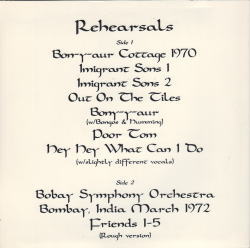 Rehearsals
Side 1
Bon-y-aur Cottage 1970
Imigrant Sons 1
Imigrant Sons 2
Out On The Tiles
Bony-y-aur
(w/Bongos & Humming)
Poor Tom
Hey Hey What Can I Do
(w/slightly different vocals)
Side 2
Bobay Symphony Orchestra
Bombay, India March 1972
Friends 1-5
(Rough version)